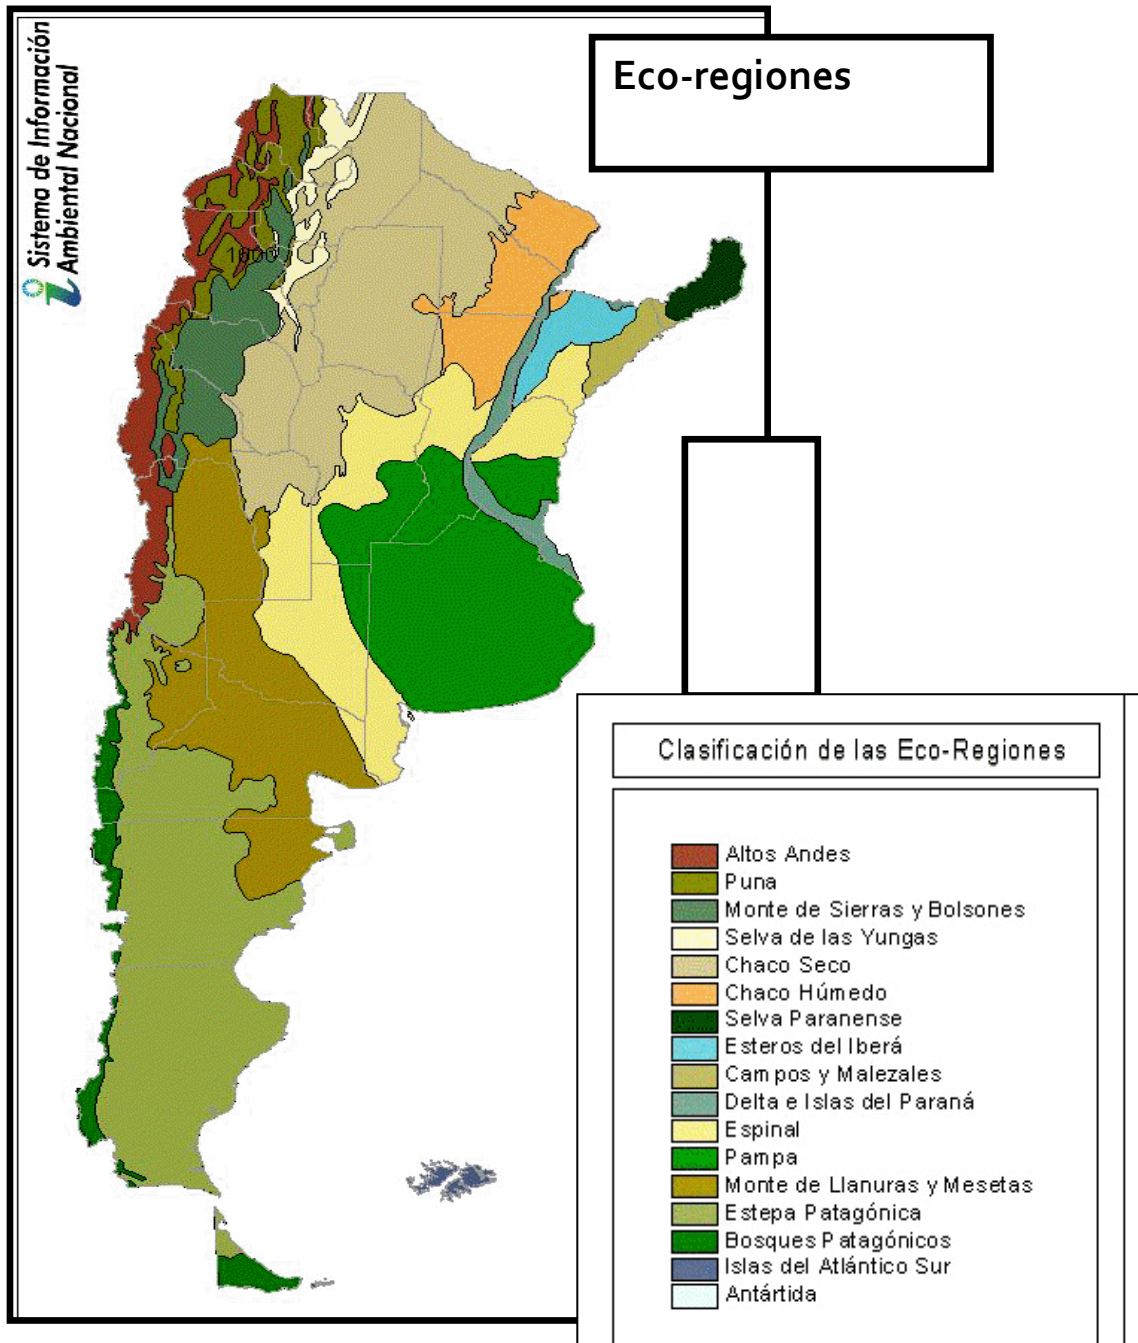 Sistema de Información
Ambiental Nacional
Eco-regiones
Clasificación de las Eco-Regiones
Altos Andes
Puna
Monte de Sierras y Bolsones
Selva de las Yungas
Chaco Seco
Chaco Húmedo
Selva Paranense
Esteros del Iberá
Campos y Malezales
Delta e Islas del Paraná
Espinal
Pampa
Monte de Llanuras y Mesetas
Estepa Patagónica
Bosques Patagónicos
Islas del Atlántico Sur
Antártida